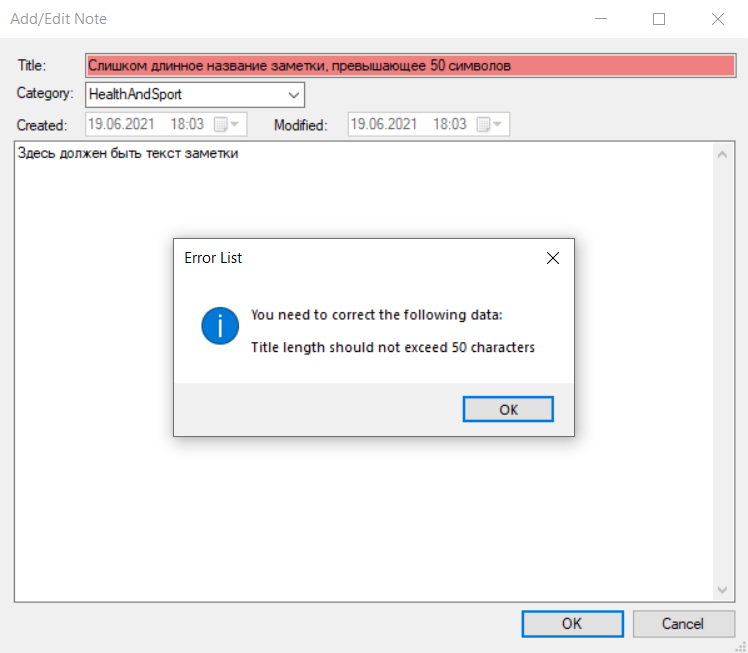 Add/Edit Note
Title: Слишком длинное название заметки, превышающее 50 символов
Category: HealthAndSport
Created: 19.06.2021 18:03 Modified: 19.06.2021 18:03
Здесь должен быть текст заметки
Error List
You need to correct the following data:
Title length should not exceed 50 characters
OK
OK Cancel